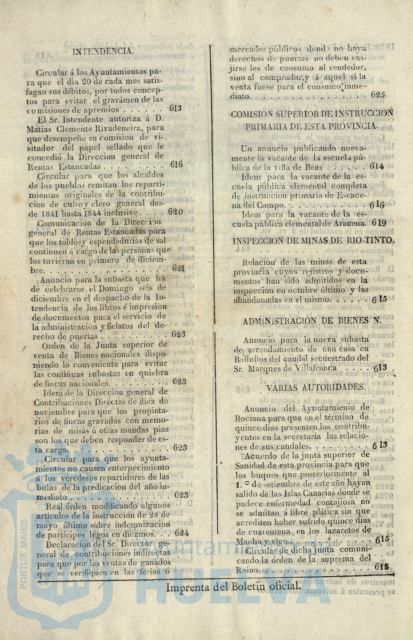 INTENDENCIA.
Circular á los Ayuntamientos pa-
ra que el dia 20 de cada mes satis-
fagan sus débitos, por todos concep-
tos para evitar el gravámen de las
comisiones de apremios . . . . . . 613
El Sr. Intendente autoriza á D.
Matias Clemente Rivadeneira, para
que desempeñe en comision de vi-
sitador del papel sellado que le
concedió la Direccion general de
Rentas Estancadas . . . . . . . . 616
Circular para que los alcaldes
de los pueblos remitan los reparti-
mientos originales de la contribu-
cion de culto y clero general des-
de 1841 hasta 1844 inclusive . . . 620
Comunicacion de la Direccion
general de Rentas Estancadas para
que los toldos y espendedurias de sal
continuen á cargo de las personas que
los tuvieran en primero de diciem-
bre. . . . . . . . . . . . . . . 621
Anuncio para la subasta que ha
de celebrarse el Domingo seis de
diciembre en el despacho de la In-
tendencia de los libros é impresion
de documentos para el servicio de
la administracion y fielatos del de-
recho de puertas . . . . . . . . 623
Orden de la Junta superior de
venta de Bienes nacionales dispo-
niendo lo conveniente para evitar
las continuas subastas en quiebra
de fincas nacionales. . . . . . . 623
Idem de la Direccion general de
Contribuciones Directas de diez de
noviembre para que los propieta-
rios de fincas gravadas con memo-
rias de misas ú otras mandas pias
con los que deben responder de es-
ta carga. . . . . . . . . . . . 623
Circular para que los ayunta-
mientos no causen entorpecimiento
á los verederos repartidores de las
bulas de la predicacion del año in-
mediato . . . . . . . . . . . . 623
Real órden modificando algunos
artículos de la instruccion de 28 de
mayo último sobre indemnizacion
de partícipes legos en diezmos. . . 624
Declaracion del Sr. Director ge-
neral de contribuciones indirectas
para que por las ventas de ganados
que se verifiquen en las ferias ó
mercados públicos donde no haya
derechos de puertas no deben exi-
jirse les de consumo al vendedor,
sino al comprador, y á aquel si la
venta fuese para el consumo inme-
diato. . . . . . . . . . . . . . 625
COMISION SUPERIOR DE INSTRUCCION
PRIMARIA DE ESTA PROVINCIA.
Un anuncio publicando nueva-
mente la vacante de la escuela pú-
blica de la villa de Beas . . . . . 614
Idem para la vacante de la es-
cuela pública elemental completa
de instruccion primaria de Escace-
na del Campo. . . . . . . . . . 616
Idem para la vacante de la es-
cuela pública elemental de Aracena. 619
INSPECCION DE MINAS DE RIO-TINTO.
Relacion de las minas de esta
provincia cuyos registros y docu-
mentos han sido admitidos en la
inspeccion en octubre último y las
abandonadas en el mismo. . . . . 615
ADMINISTRACION DE BIENES N.
Anuncio para la nueva subasta
de arrendamiento de una casa en
Bollullos del caudal secuestrado del
Sr. Marques de Villafranca . . . . 613
VARIAS AUTORIDADES.
Anuncio del Ayuntamiento de
Rociana para que en el término de
quince dias presenten los contribu-
yentes en la secretaria las relacio-
nes de sus caudales. . . . . . . 613
Acuerdo de la junta superior de
Sanidad de esta provincia para que
los buques que posteriormente al
1.º de setiembre de este año hayan
salido de las Islas Canarias donde se
padece enfermedad contajiosa no
se admitan á libre plática sin que
acrediten haber sufrido quince dias
de cuarentena en los lazaretos de
Mahon y vigo. . . . . . . . . . 615
Circular de dicha junta comuni-
cando la órden de la suprema del
Reino. . . . . . . . . . . . . 615
Imprenta del Boletin oficial.
PORTUS MARIS
Ayuntamiento de
HUELVA